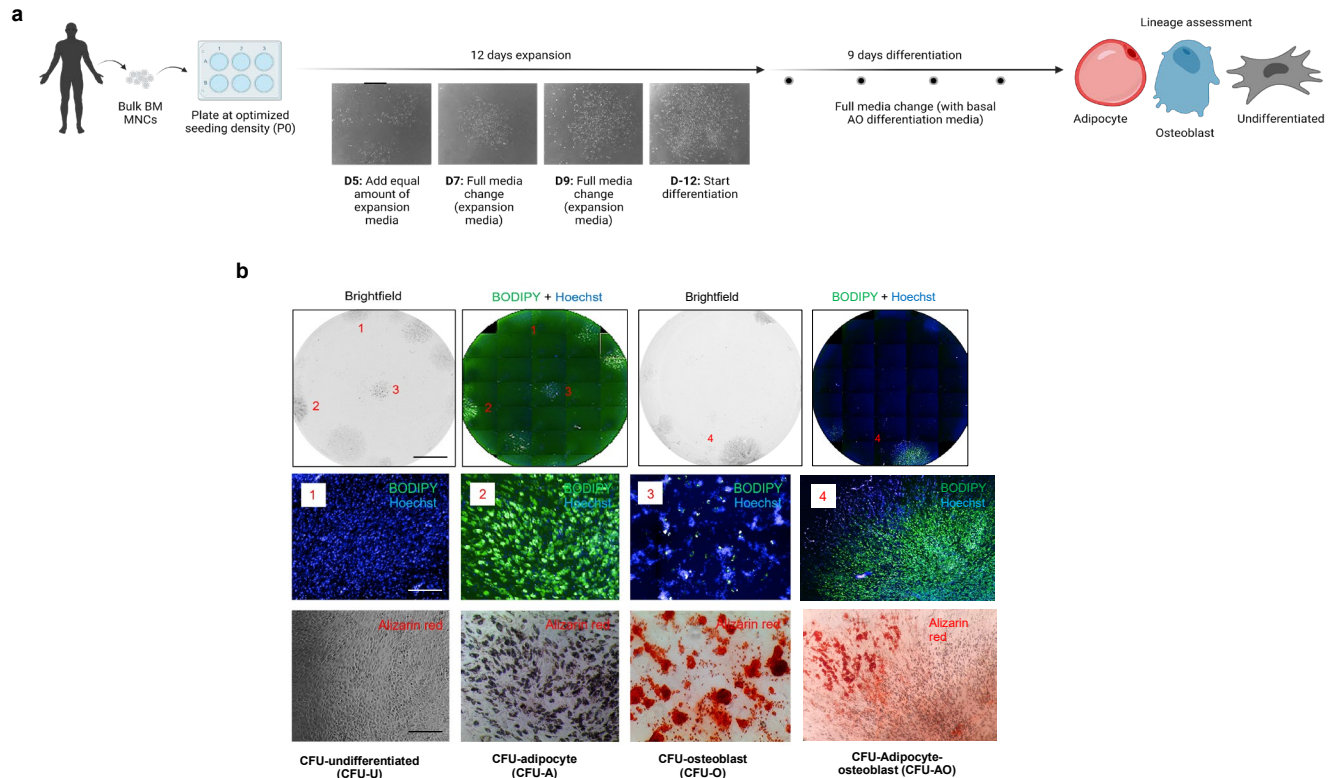 a
Lineage assessment
12 days expansion
9 days differentiation
1 2 3
A
B
Bulk BM
MNCs
Plate at optimized
seeding density (P0)
Full media change (with basal
AO differentiation media)
Adipocyte
Osteoblast
Undifferentiated
D5: Add equal
amount of
expansion
media
D7: Full media
change
(expansion
media)
D9: Full media
change
(expansion
media)
D-12: Start
differentiation
b
Brightfield
BODIPY + Hoechst
Brightfield
BODIPY + Hoechst
1
2
3
1
2
3
4
4
1
BODIPY
Hoechst
2
BODIPY
Hoechst
3
BODIPY
Hoechst
4
BODIPY
Hoechst
Alizarin red
Alizarin red
Alizarin red
Alizarin
red
CFU-undifferentiated
(CFU-U)
CFU-adipocyte
(CFU-A)
CFU-osteoblast
(CFU-O)
CFU-Adipocyte-
osteoblast (CFU-AO)